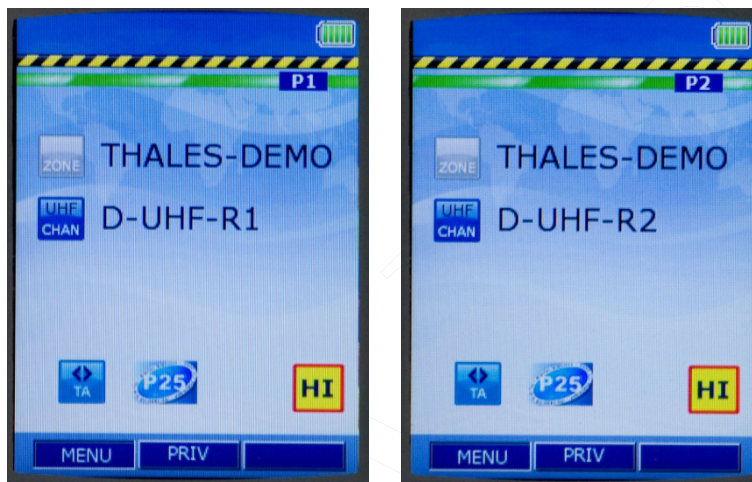 P1
ZONE THALES-DEMO
UHF CHAN D-UHF-R1
TA P25 HI
MENU PRIV
P2
ZONE THALES-DEMO
UHF CHAN D-UHF-R2
TA P25 HI
MENU PRIV